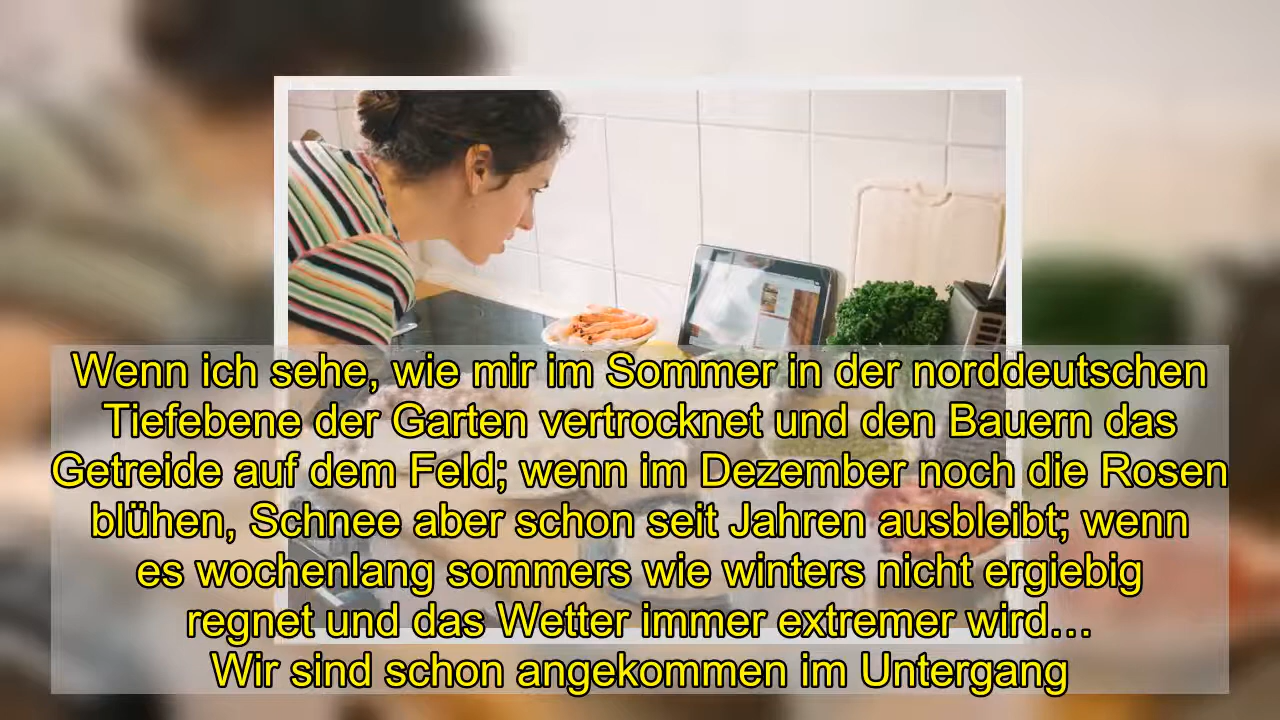 Wenn ich sehe, wie mir im Sommer in der norddeutschen
Tiefebene der Garten vertrocknet und den Bauern das
Getreide auf dem Feld; wenn im Dezember noch die Rosen
blühen, Schnee aber schon seit Jahren ausbleibt; wenn
es wochenlang sommers wie winters nicht ergiebig
regnet und das Wetter immer extremer wird…
Wir sind schon angekommen im Untergang